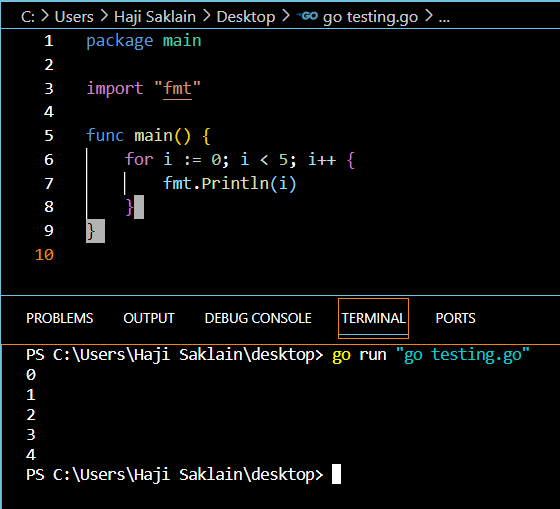 C: > Users > Haji Saklain > Desktop > GO go testing.go > ...
1 package main
2
3 import "fmt"
4
5 func main() {
6     for i := 0; i < 5; i++ {
7         fmt.Println(i)
8     }
9 }
10
PROBLEMS OUTPUT DEBUG CONSOLE TERMINAL PORTS
PS C:\Users\Haji Saklain\desktop> go run "go testing.go"
0
1
2
3
4
PS C:\Users\Haji Saklain\desktop>